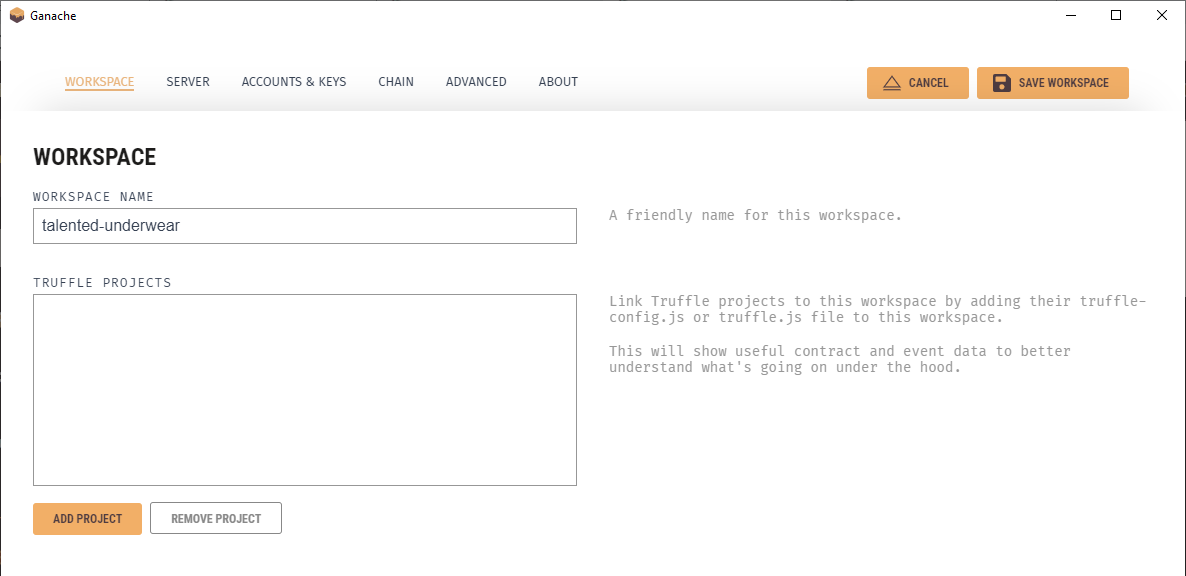 Ganache
WORKSPACE SERVER ACCOUNTS & KEYS CHAIN ADVANCED ABOUT CANCEL SAVE WORKSPACE
WORKSPACE
WORKSPACE NAME
talented-underwear
A friendly name for this workspace.
TRUFFLE PROJECTS
Link Truffle projects to this workspace by adding their truffle-
config.js or truffle.js file to this workspace.
This will show useful contract and event data to better
understand what's going on under the hood.
ADD PROJECT REMOVE PROJECT